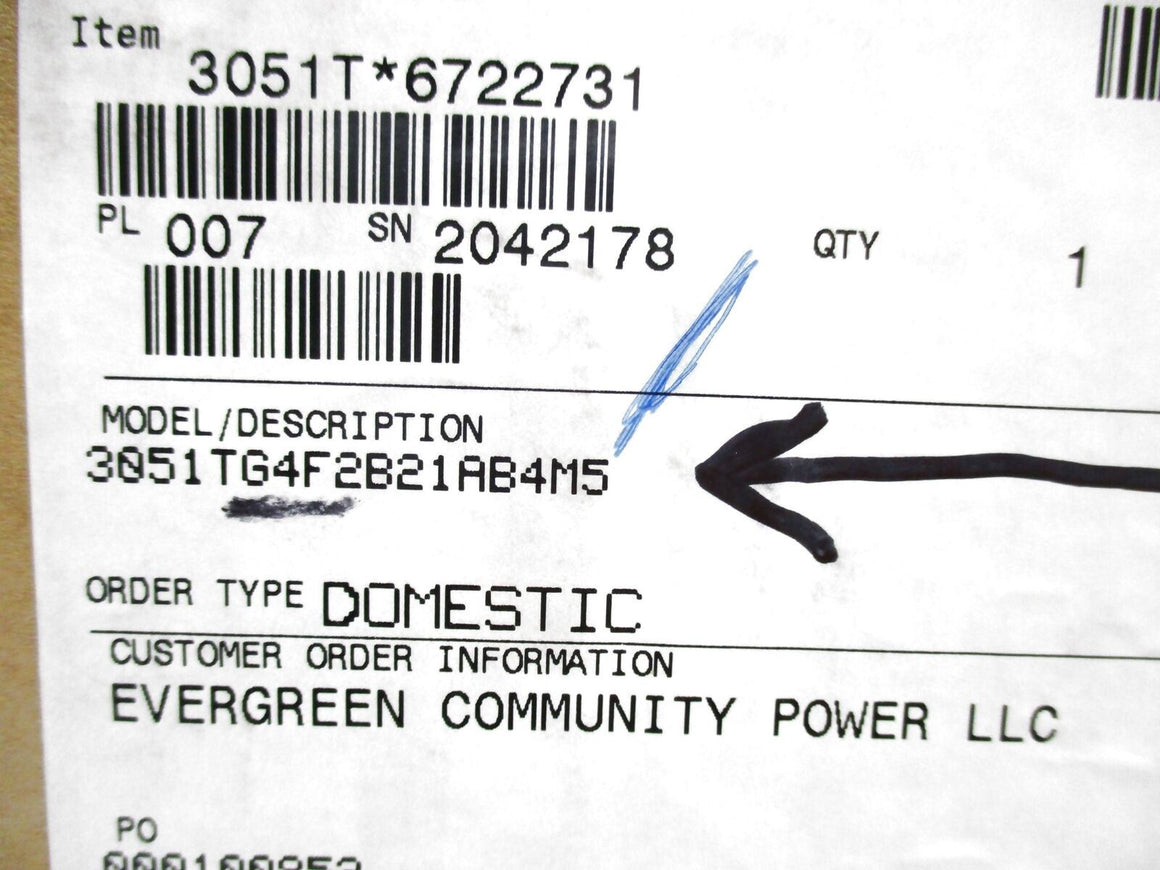 Item
3051T*6722731
PL 007 SN 2042178 QTY 1
MODEL/DESCRIPTION
3051TG4F2B21AB4M5
ORDER TYPE DOMESTIC
CUSTOMER ORDER INFORMATION
EVERGREEN COMMUNITY POWER LLC
PO